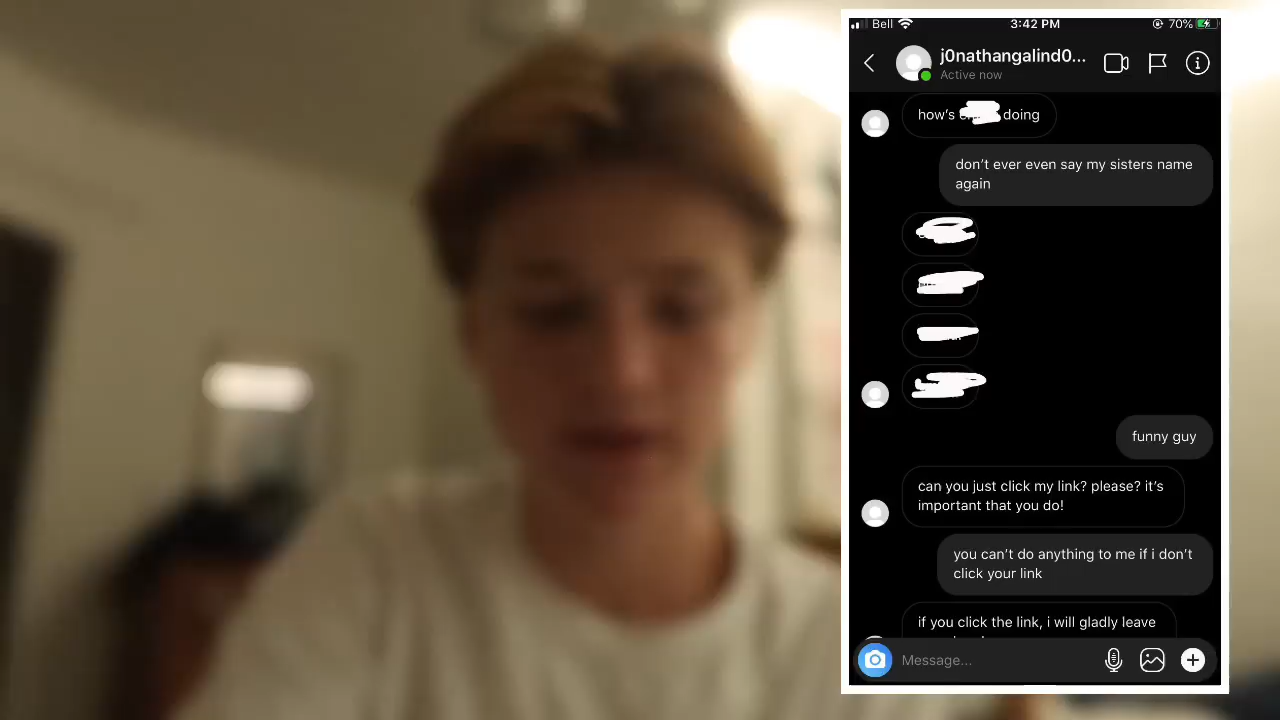 Bell
3:42 PM
70%
j0nathangalind0...
Active now
how's doing
don't ever even say my sisters name
again
funny guy
can you just click my link? please? it's
important that you do!
you can't do anything to me if i don't
click your link
if you click the link, i will gladly leave
Message...